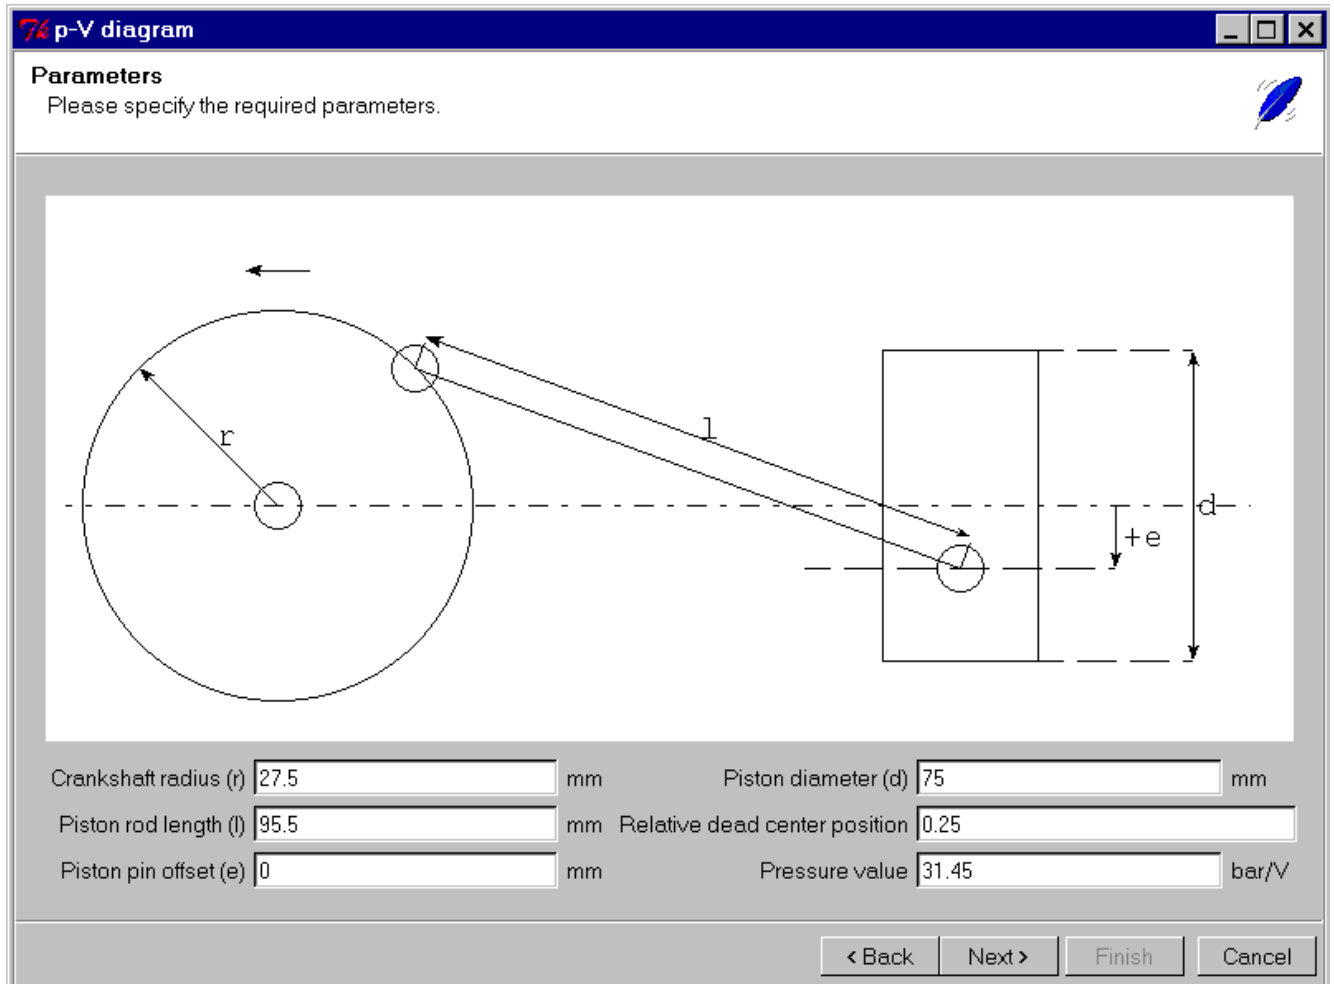 p-V diagram
Parameters
Please specify the required parameters.
r
l
d
+e
Crankshaft radius (r) 27.5 mm Piston diameter (d) 75 mm
Piston rod length (l) 95.5 mm Relative dead center position 0.25
Piston pin offset (e) 0 mm Pressure value 31.45 bar/V
< Back Next > Finish Cancel